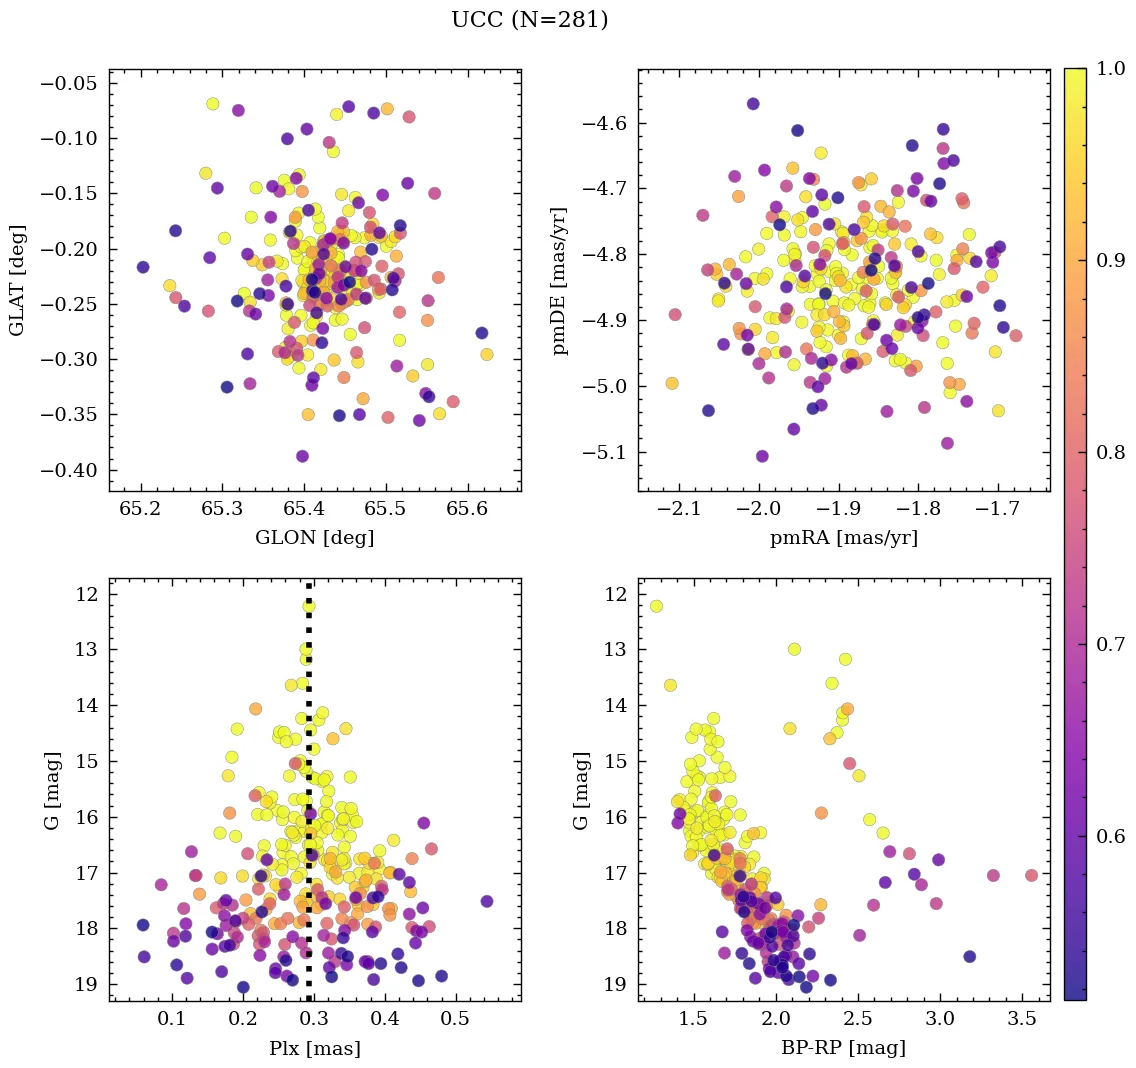 UCC (N=281)
−0.05
−0.10
−0.15
−0.20
−0.25
−0.30
−0.35
−0.40
GLAT [deg]
65.2 65.3 65.4 65.5 65.6
GLON [deg]
−4.6
−4.7
−4.8
−4.9
−5.0
−5.1
pmDE [mas/yr]
−2.1 −2.0 −1.9 −1.8 −1.7
pmRA [mas/yr]
1.0
0.9
0.8
0.7
0.6
12
13
14
15
16
17
18
19
G [mag]
0.1 0.2 0.3 0.4 0.5
Plx [mas]
12
13
14
15
16
17
18
19
G [mag]
1.5 2.0 2.5 3.0 3.5
BP-RP [mag]